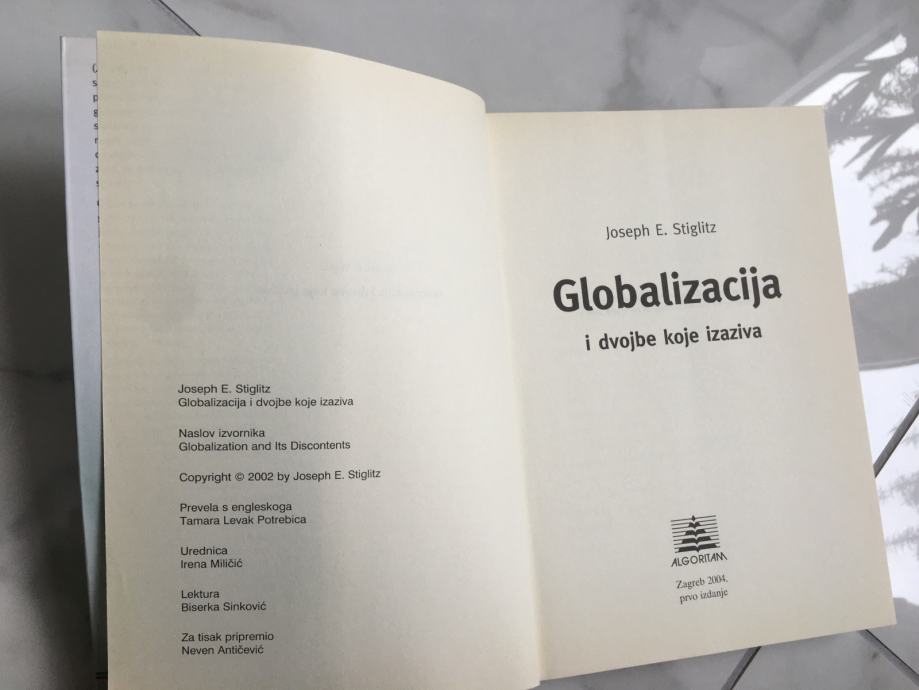 Joseph E. Stiglitz
Globalizacija i dvojbe koje izaziva
Naslov izvornika
Globalization and Its Discontents
Copyright © 2002 by Joseph E. Stiglitz
Prevela s engleskoga
Tamara Levak Potrebica
Urednica
Irena Miličić
Lektura
Biserka Sinković
Za tisak pripremio
Neven Antičević
Joseph E. Stiglitz
Globalizacija
i dvojbe koje izaziva
ALGORITAM
Zagreb 2004.
prvo izdanje